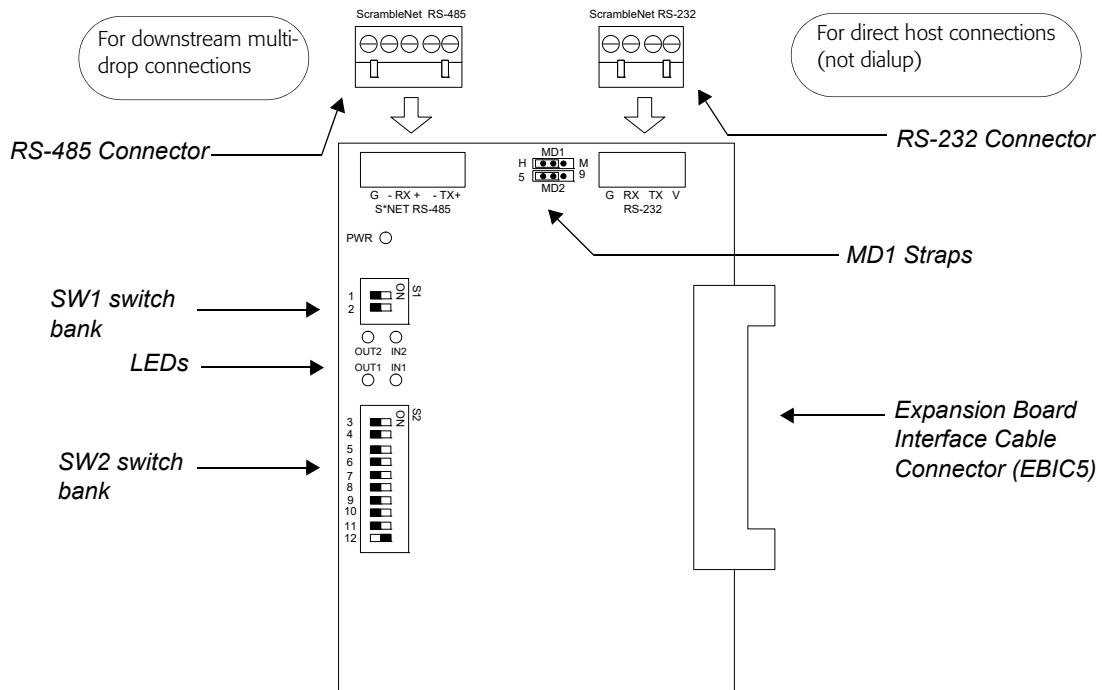 ScrambleNet RS-485
ScrambleNet RS-232
For downstream multi-
drop connections
For direct host connections
(not dialup)
RS-485 Connector
RS-232 Connector
MD1
H
M
5
9
MD2
G - RX + - TX+
S*NET RS-485
G RX TX V
RS-232
PWR
MD1 Straps
SW1 switch
bank
1
2
ON
S1
LEDs
OUT2 IN2
OUT1 IN1
SW2 switch
bank
ON
S2
3
4
5
6
7
8
9
10
11
12
Expansion Board
Interface Cable
Connector (EBIC5)